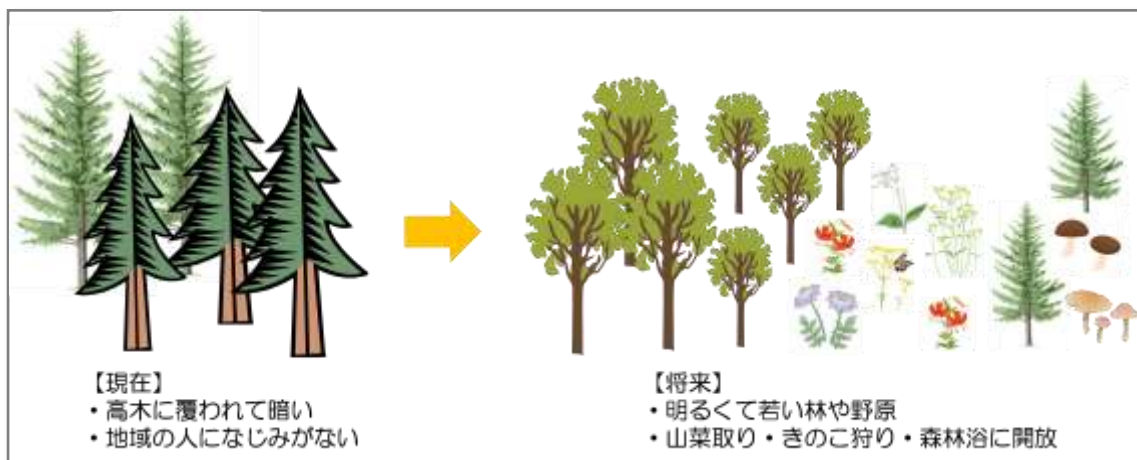 【現在】
・高木に覆われて暗い
・地域の人になじみがない
【将来】
・明るくて若い林や野原
・山菜取り・きのこ狩り・森林浴に開放